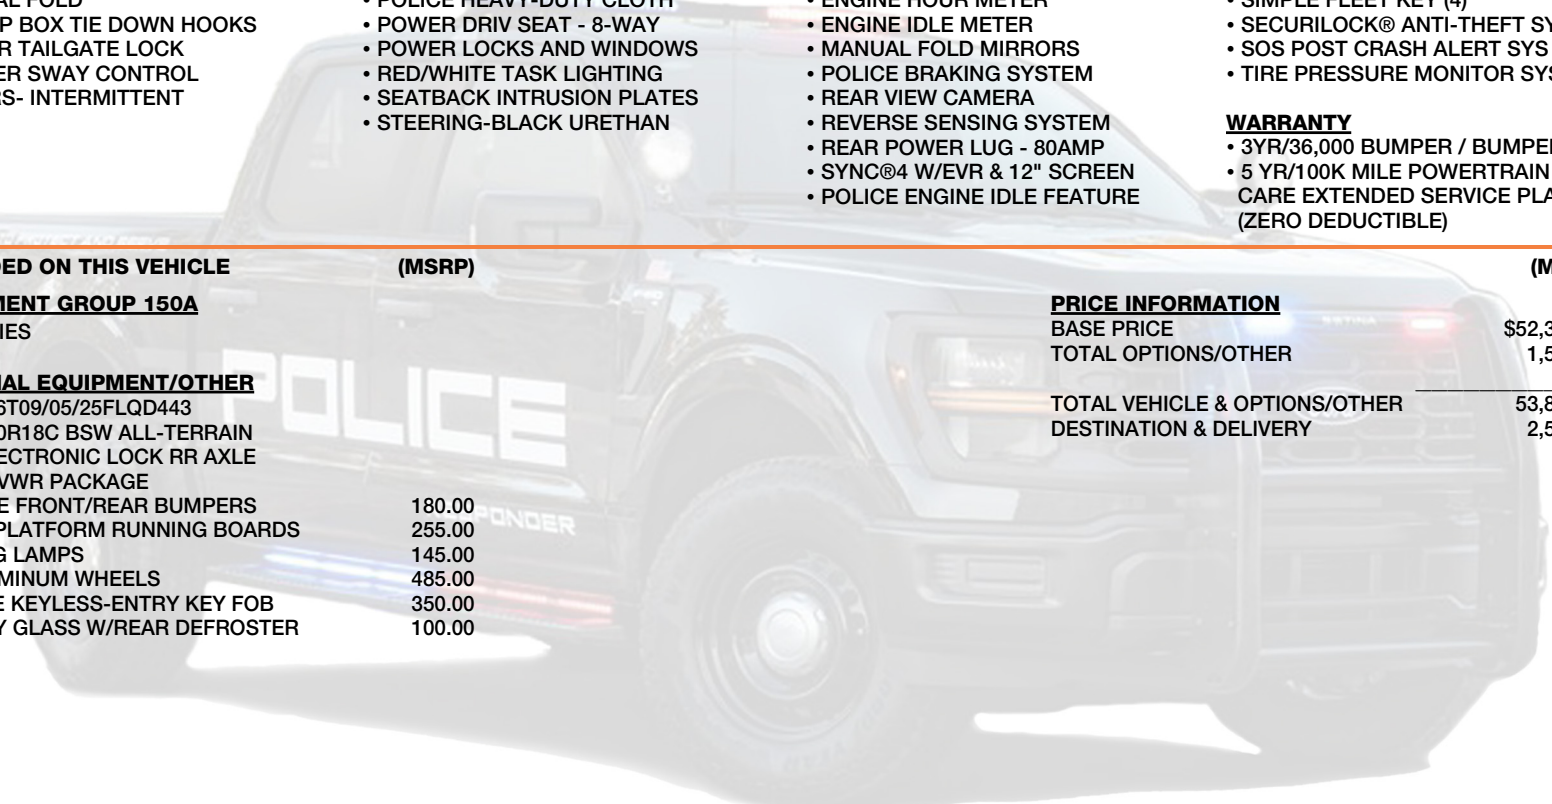 P BOX TIE DOWN HOOKS
R TAILGATE LOCK
ER SWAY CONTROL
RS- INTERMITTENT
• POLICE HEAVY-DUTY CLOTH
• POWER DRIV SEAT - 8-WAY
• POWER LOCKS AND WINDOWS
• RED/WHITE TASK LIGHTING
• SEATBACK INTRUSION PLATES
• STEERING-BLACK URETHAN
• ENGINE HOUR METER
• ENGINE IDLE METER
• MANUAL FOLD MIRRORS
• POLICE BRAKING SYSTEM
• REAR VIEW CAMERA
• REVERSE SENSING SYSTEM
• REAR POWER LUG - 80AMP
• SYNC®4 W/EVR & 12" SCREEN
• POLICE ENGINE IDLE FEATURE
• SIMPLE FLEET KEY (4)
• SECURILOCK® ANTI-THEFT SY
• SOS POST CRASH ALERT SYS
• TIRE PRESSURE MONITOR SYS
WARRANTY
• 3YR/36,000 BUMPER / BUMPE
• 5 YR/100K MILE POWERTRAIN
CARE EXTENDED SERVICE PLA
(ZERO DEDUCTIBLE)
DED ON THIS VEHICLE (MSRP)
MENT GROUP 150A
IES
NAL EQUIPMENT/OTHER
6T09/05/25FLQD443
0R18C BSW ALL-TERRAIN
ECTRONIC LOCK RR AXLE
VWR PACKAGE
E FRONT/REAR BUMPERS 180.00
PLATFORM RUNNING BOARDS 255.00
G LAMPS 145.00
MINUM WHEELS 485.00
E KEYLESS-ENTRY KEY FOB 350.00
Y GLASS W/REAR DEFROSTER 100.00
(M
PRICE INFORMATION
BASE PRICE $52,3
TOTAL OPTIONS/OTHER 1,5
TOTAL VEHICLE & OPTIONS/OTHER 53,8
DESTINATION & DELIVERY 2,5
POLICE
PONDER
SETINA